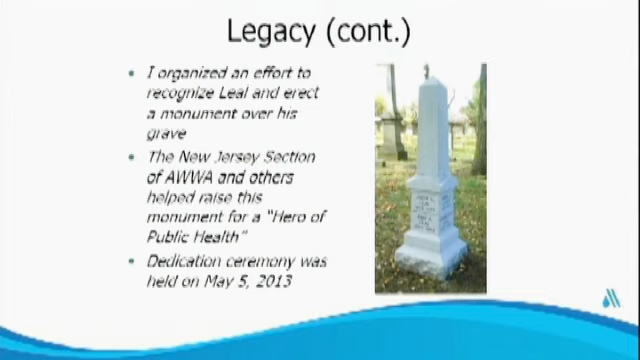 Legacy (cont.)
• I organized an effort to
recognize Leal and erect
a monument over his
grave
• The New Jersey Section
of AWWA and others
helped raise this
monument for a "Hero of
Public Health"
• Dedication ceremony was
held on May 5, 2013